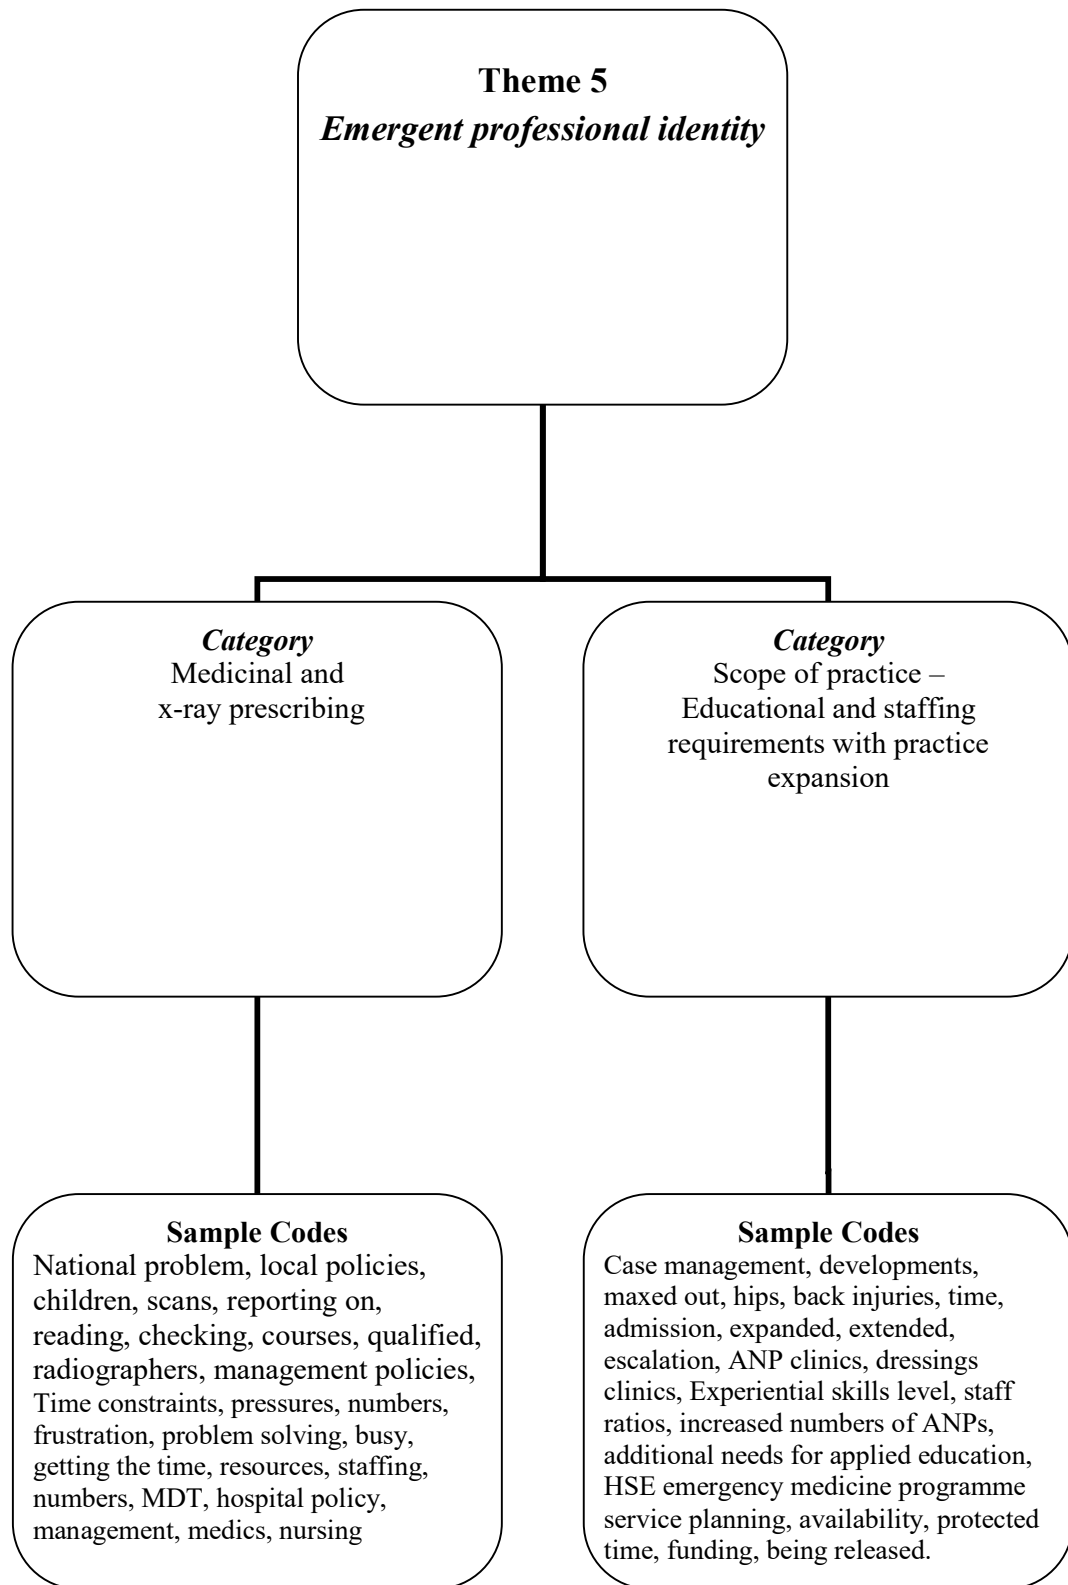 Theme 5
Emergent professional identity
Category
Medicinal and
x-ray prescribing
Category
Scope of practice –
Educational and staffing
requirements with practice
expansion
Sample Codes
National problem, local policies,
children, scans, reporting on,
reading, checking, courses, qualified,
radiographers, management policies,
Time constraints, pressures, numbers,
frustration, problem solving, busy,
getting the time, resources, staffing,
numbers, MDT, hospital policy,
management, medics, nursing
Sample Codes
Case management, developments,
maxed out, hips, back injuries, time,
admission, expanded, extended,
escalation, ANP clinics, dressings
clinics, Experiential skills level, staff
ratios, increased numbers of ANPs,
additional needs for applied education,
HSE emergency medicine programme
service planning, availability, protected
time, funding, being released.